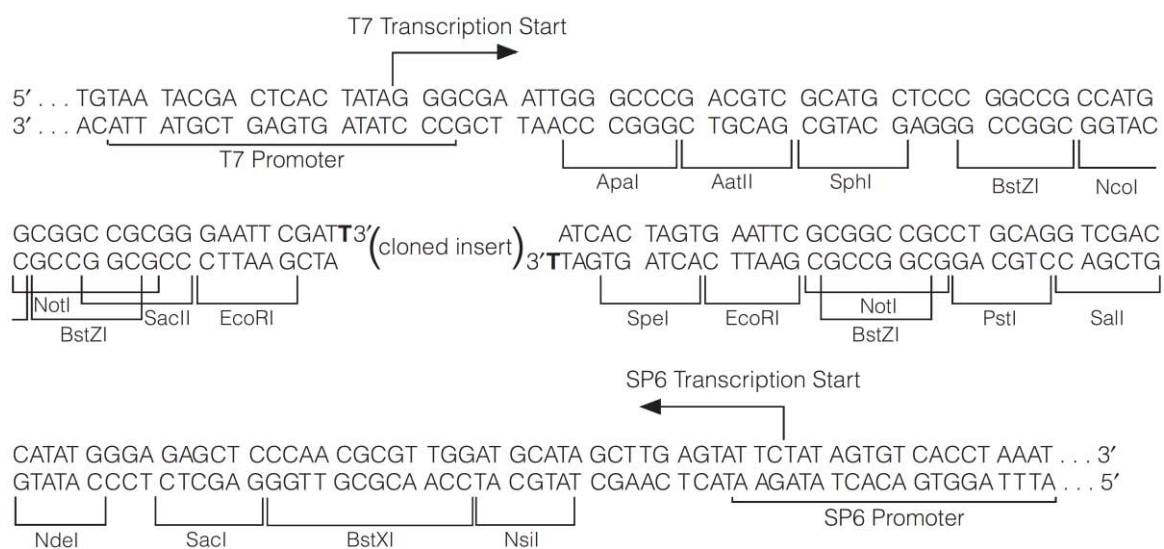 T7 Transcription Start
5′ . . . TGTAA TACGA CTCAC TATAG GGCGA ATTGG GCCCG ACGTC GCATG CTCCC GGCCG CCATG
3′ . . . ACATT ATGCT GAGTG ATATC CCGCT TAACC CGGGC TGCAG CGTAC GAGGG CCGGC GGTAC
T7 Promoter
ApaI AatII SphI BstZI NcoI
GCGGC CGCGG GAATT CGATT3′ (cloned insert) ATCAC TAGTG AATTC GCGGC CGCCT GCAGG TCGAC
CGCCG GCGCC CTTAA GCTA 3′TTAGTG ATCAC TTAAG CGCCG GCGGA CGTCC AGCTG
NotI SacII EcoRI SpeI EcoRI NotI PstI SalI
BstZI BstZI
SP6 Transcription Start
CATAT GGGA GAGCT CCCAA CGCGT TGGAT GCATA GCTTG AGTAT TCTAT AGTGT CACCT AAAT . . . 3′
GTATA CCCT CTCGA GGGTT GCGCA ACCTA CGTAT CGAAC TCATA AGATA TCACA GTGGA TTTA . . . 5′
NdeI SacI BstXI NsiI
SP6 Promoter